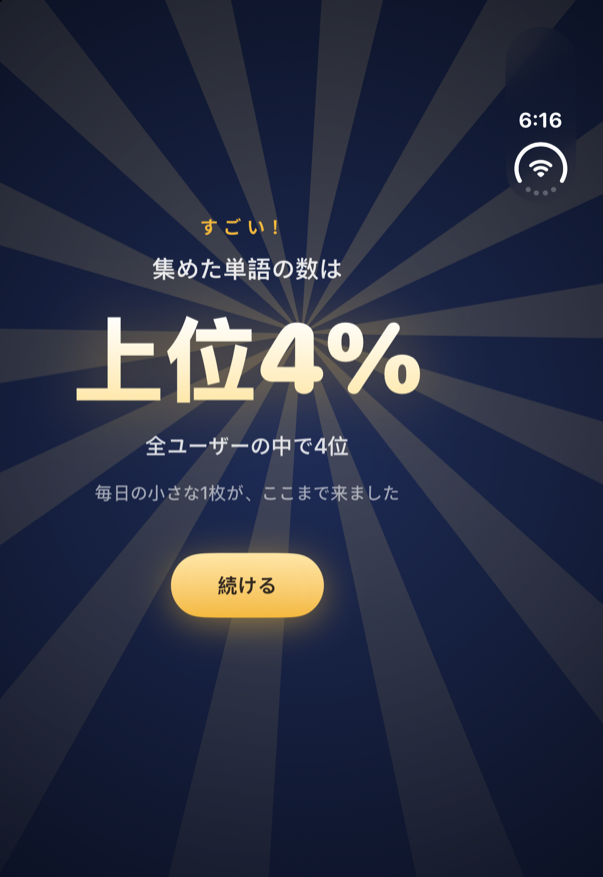 6:16
すごい！
集めた単語の数は
上位4%
全ユーザーの中で4位
毎日の小さな1枚が、ここまで来ました
続ける